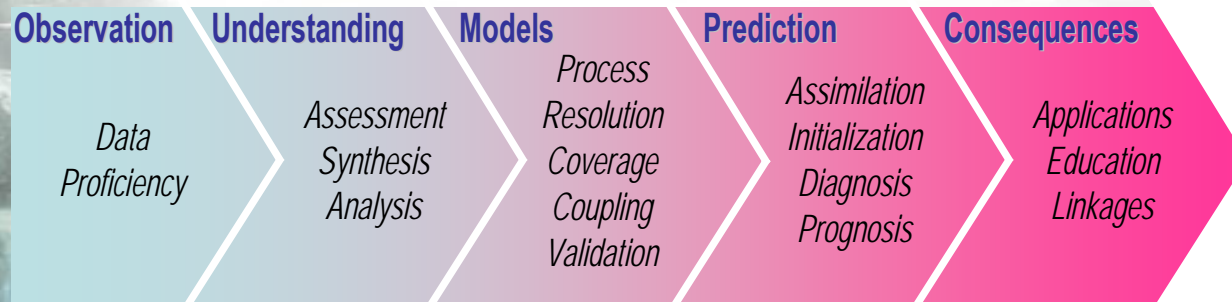 Observation
Data
Proficiency
Understanding
Assessment
Synthesis
Analysis
Models
Process
Resolution
Coverage
Coupling
Validation
Prediction
Assimilation
Initialization
Diagnosis
Prognosis
Consequences
Applications
Education
Linkages